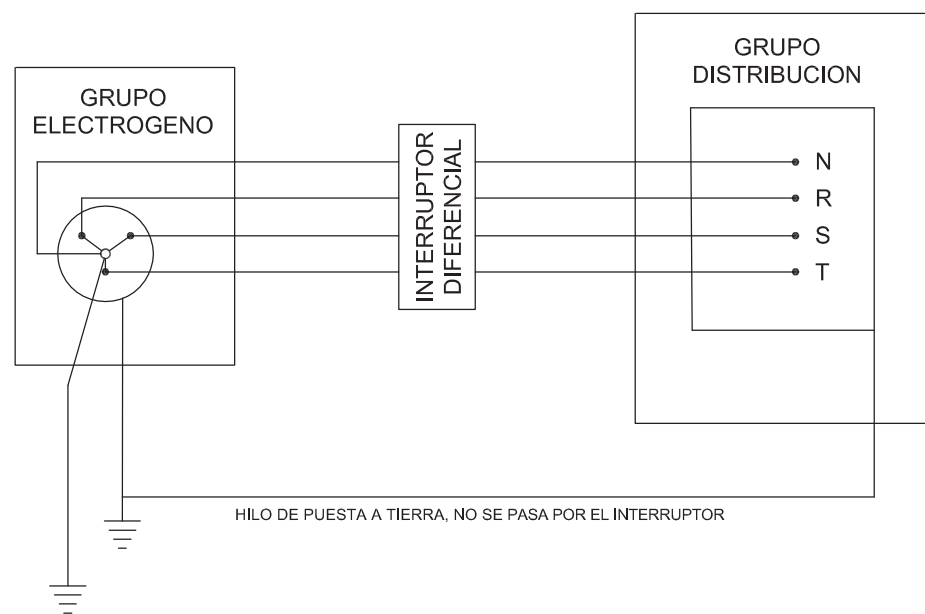 GRUPO
DISTRIBUCION
GRUPO
ELECTROGENO
INTERRUPTOR
DIFERENCIAL
N
R
S
T
HILO DE PUESTA A TIERRA, NO SE PASA POR EL INTERRUPTOR